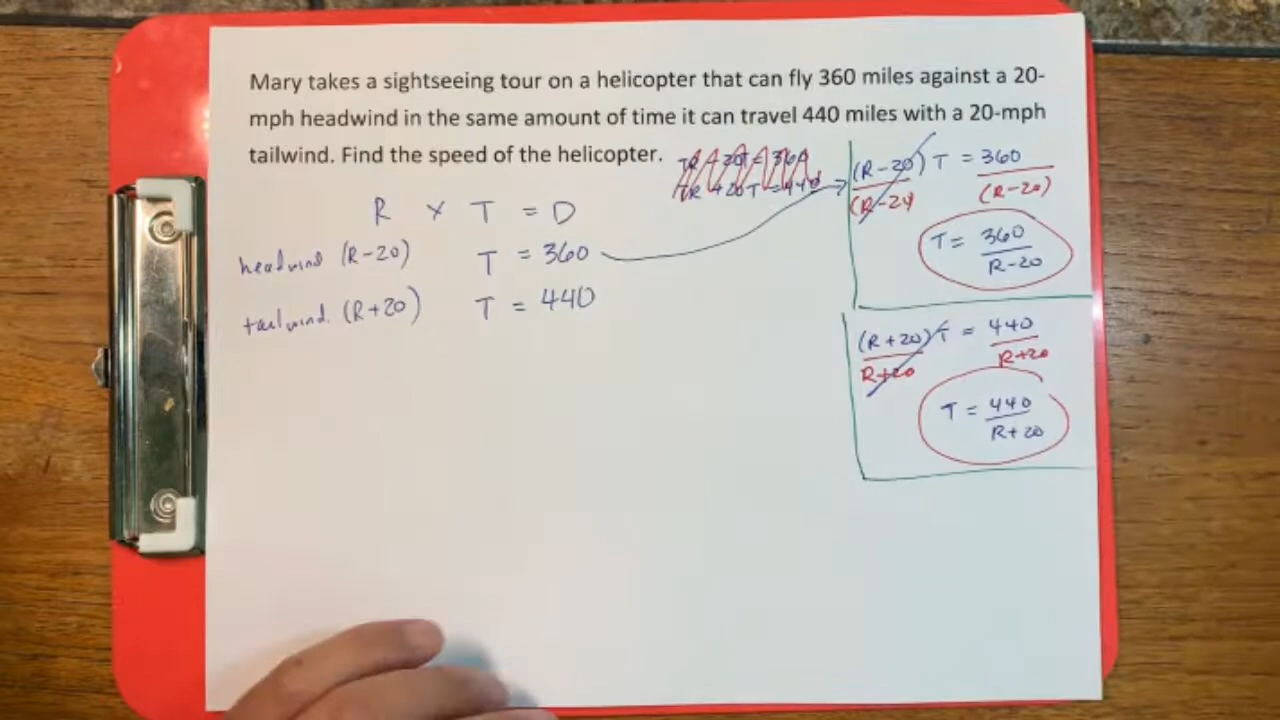 Mary takes a sightseeing tour on a helicopter that can fly 360 miles against a 20-
mph headwind in the same amount of time it can travel 440 miles with a 20-mph
tailwind. Find the speed of the helicopter.
R × T = D
headwind (R-20) T = 360
tailwind. (R+20) T = 440
(R-20) T = 360
(R-20) (R-20)
T = 360
R-20
(R+20) T = 440
R+20 R+20
T = 440
R+20